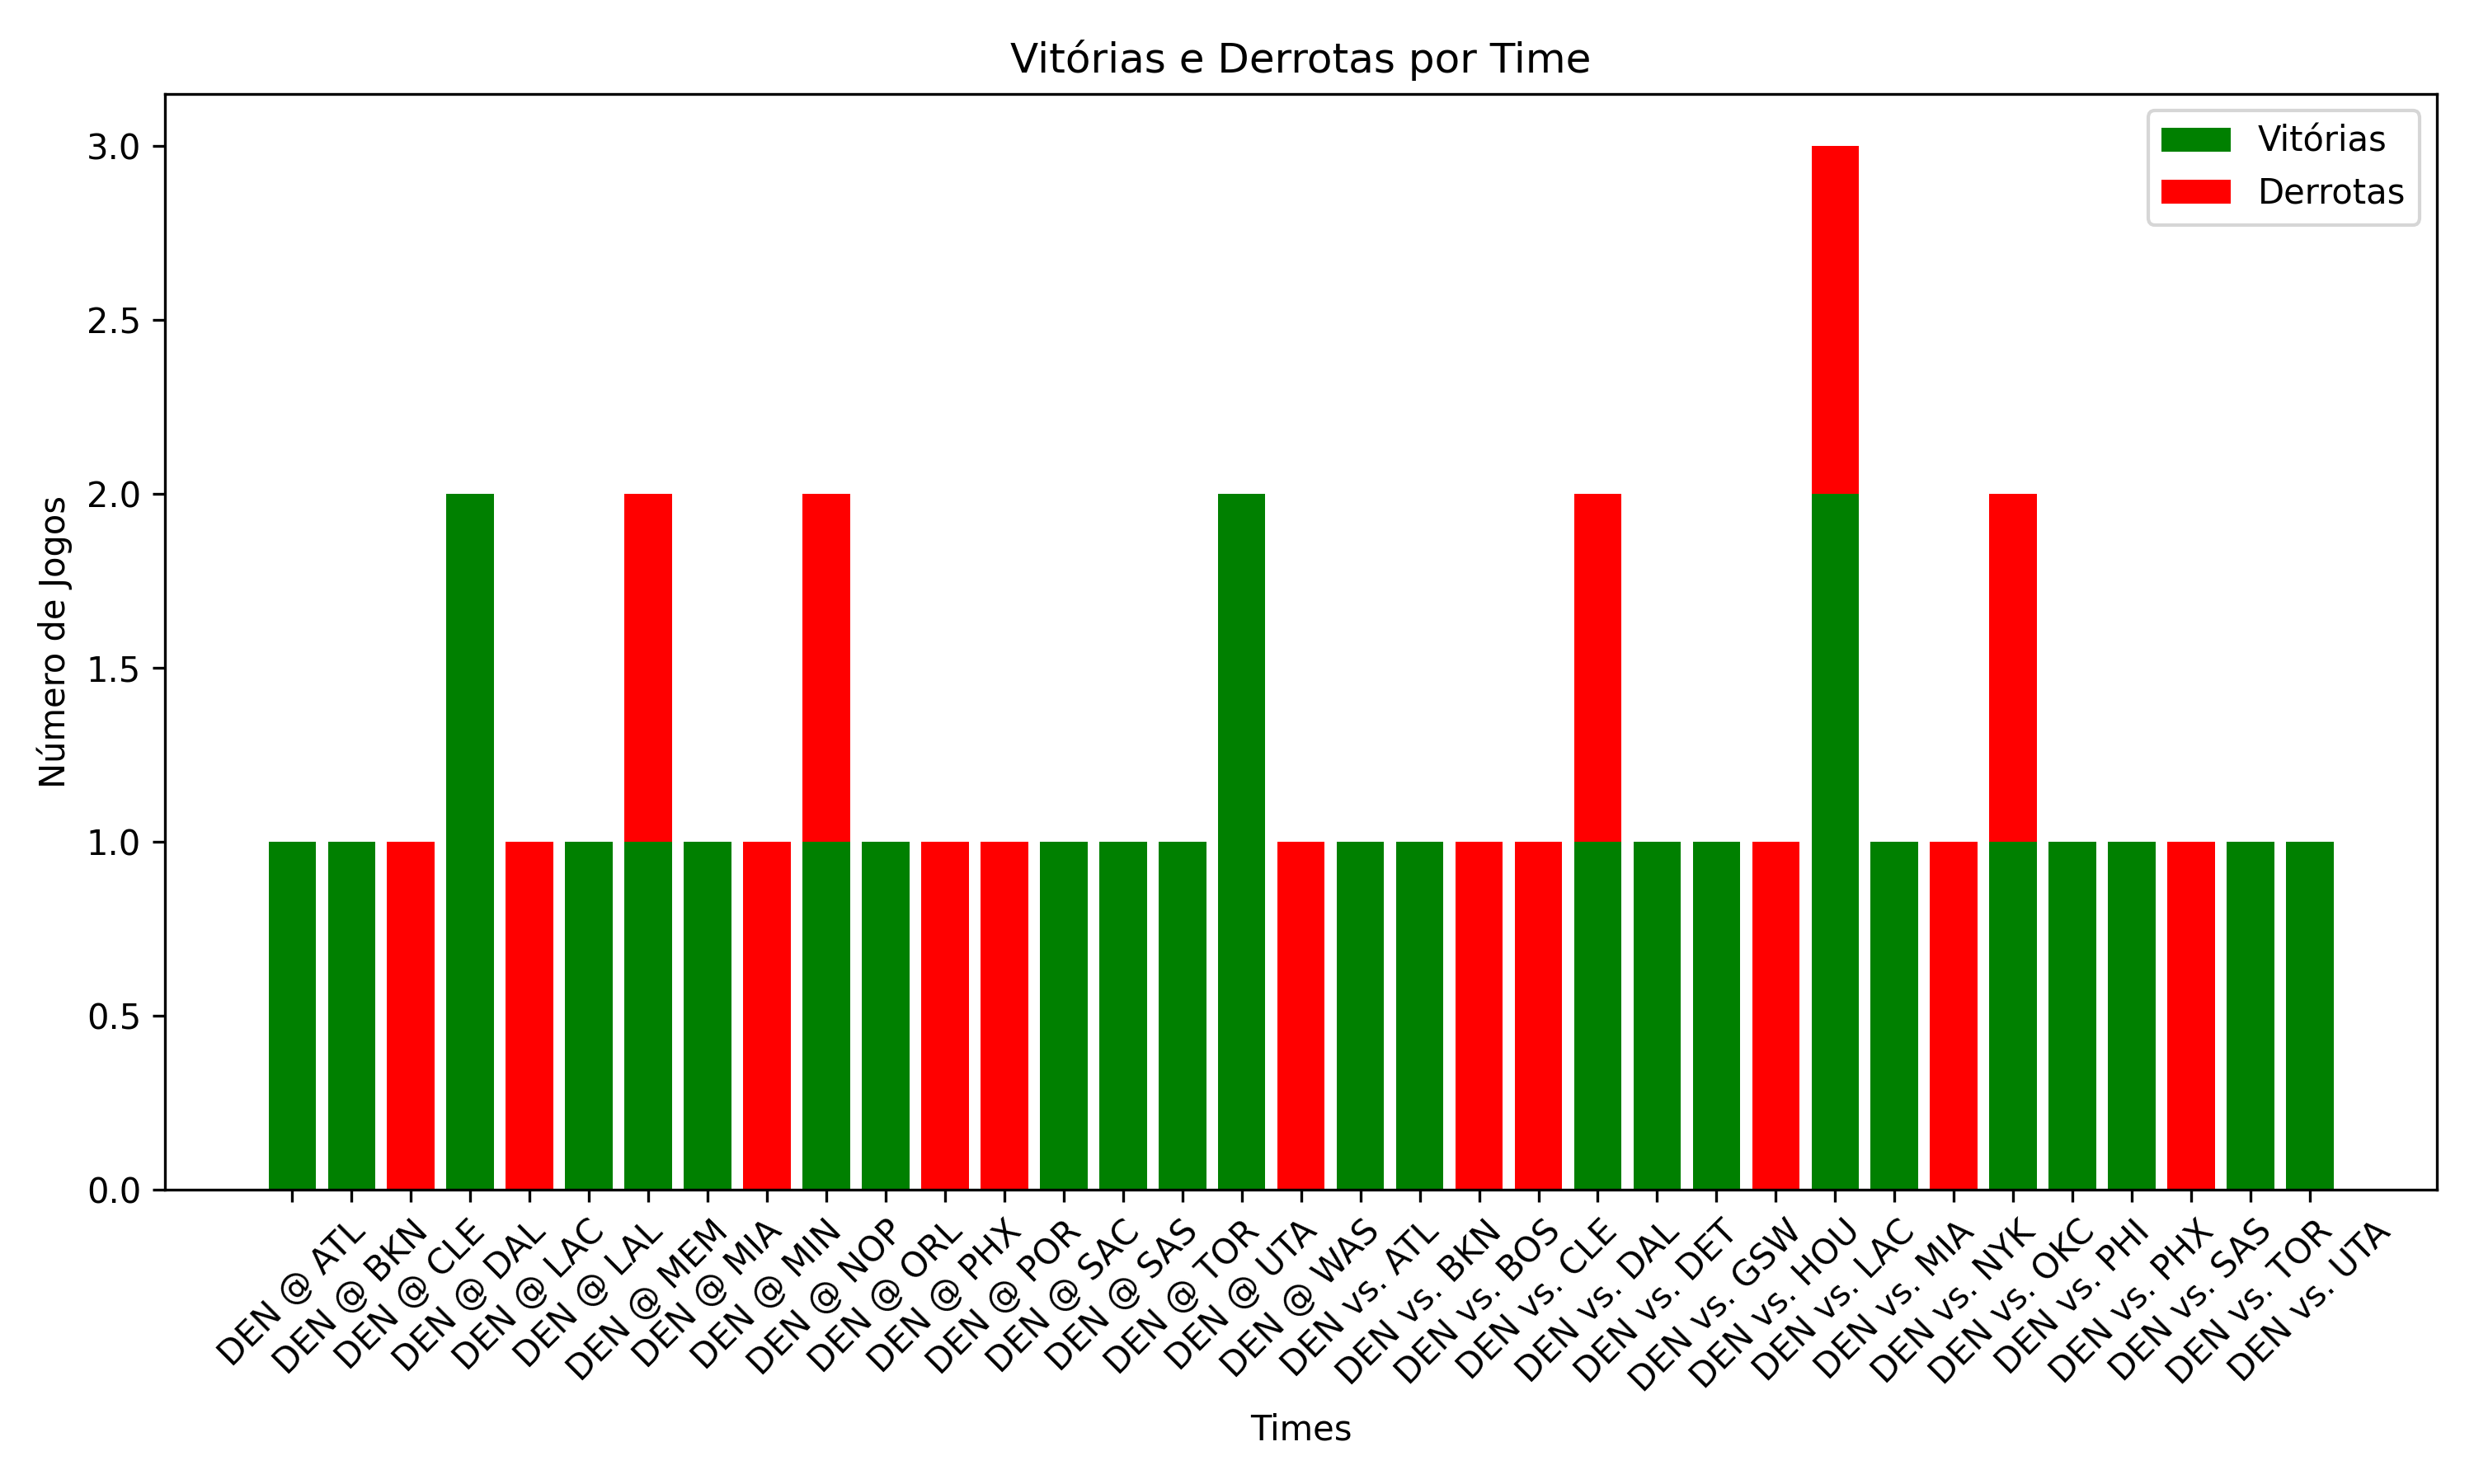 Vitórias e Derrotas por Time
Vitórias
Derrotas
Número de Jogos
3.0
2.5
2.0
1.5
1.0
0.5
0.0
DEN @ ATL
DEN @ BKN
DEN @ CLE
DEN @ DAL
DEN @ LAC
DEN @ LAL
DEN @ MEM
DEN @ MIA
DEN @ MIN
DEN @ NOP
DEN @ ORL
DEN @ PHX
DEN @ POR
DEN @ SAC
DEN @ SAS
DEN @ TOR
DEN @ UTA
DEN @ WAS
DEN vs. ATL
DEN vs. BKN
DEN vs. BOS
DEN vs. CLE
DEN vs. DAL
DEN vs. DET
DEN vs. GSW
DEN vs. HOU
DEN vs. LAC
DEN vs. MIA
DEN vs. NYK
DEN vs. OKC
DEN vs. PHI
DEN vs. PHX
DEN vs. SAS
DEN vs. TOR
DEN vs. UTA
Times